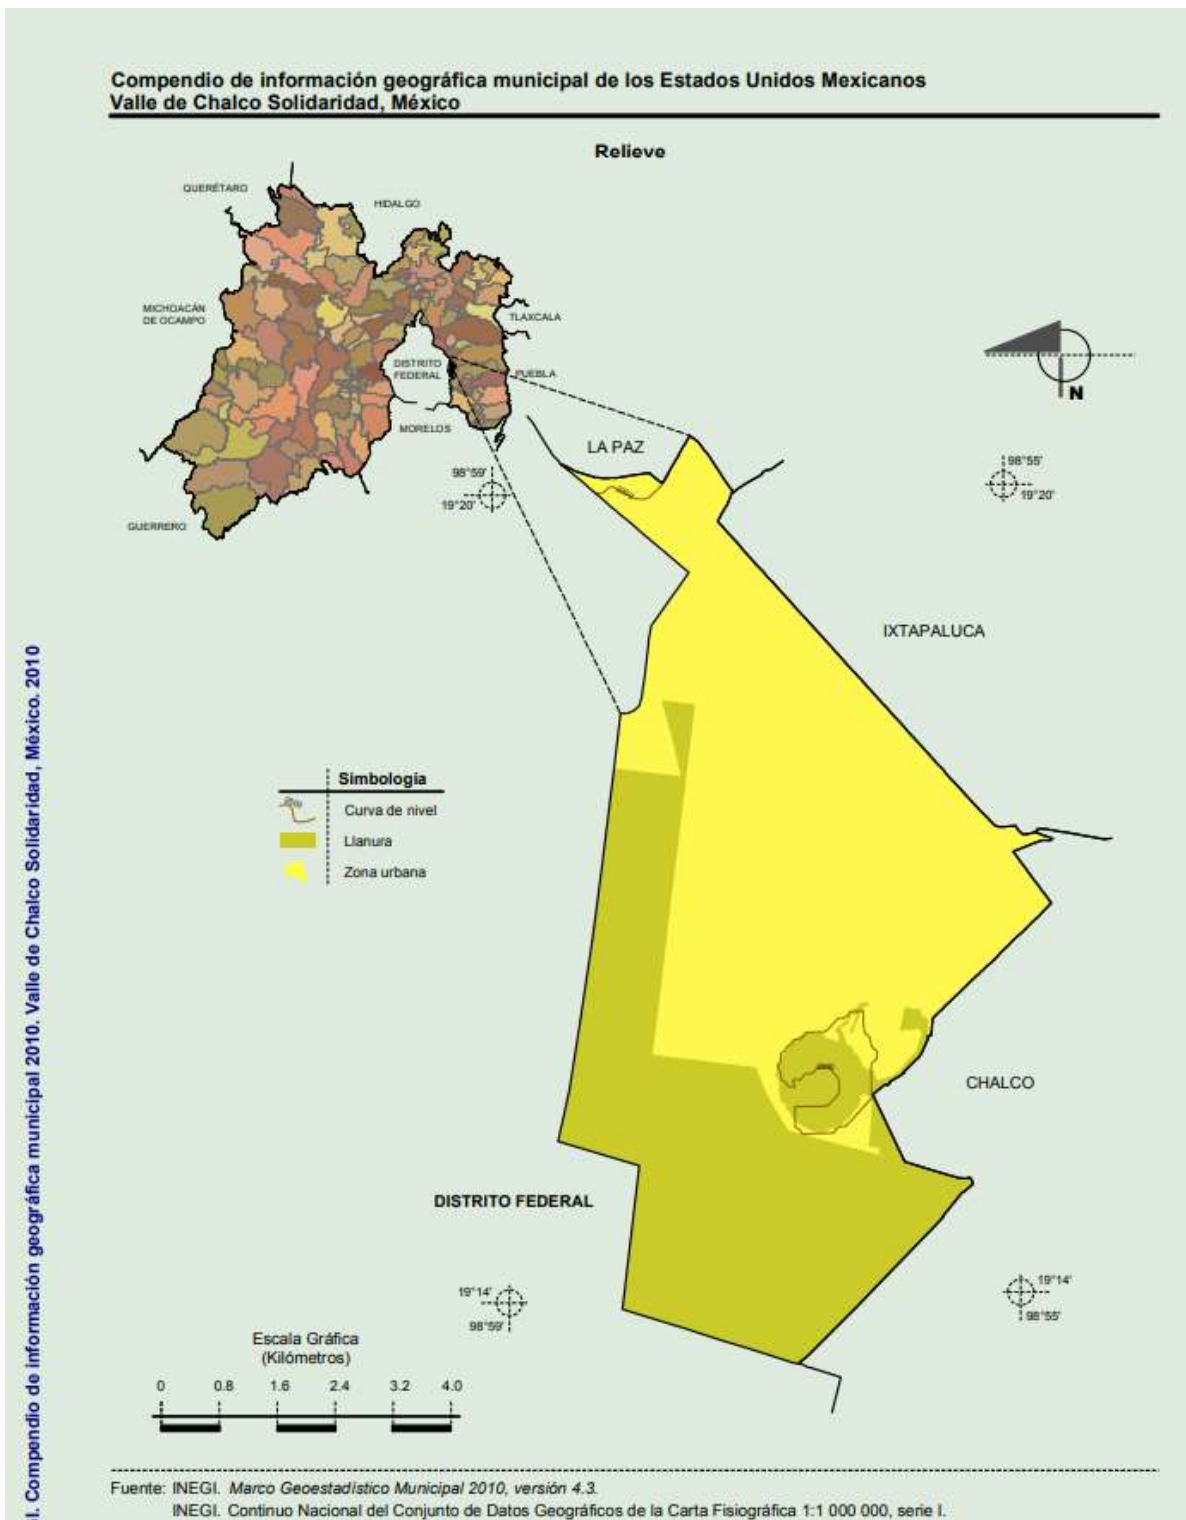 Compendio de información geográfica municipal de los Estados Unidos Mexicanos
Valle de Chalco Solidaridad, México
Relieve
QUERÉTARO
HIDALGO
MICHOACÁN
DE OCAMPO
TLAXCALA
DISTRITO
FEDERAL
PUEBLA
MORELOS
GUERRERO
N
LA PAZ
98°59'
19°20'
98°55'
19°20'
IXTAPALUCA
Simbología
Curva de nivel
Llanura
Zona urbana
CHALCO
DISTRITO FEDERAL
19°14'
98°59'
19°14'
98°55'
Escala Gráfica
(Kilómetros)
0 0.8 1.6 2.4 3.2 4.0
Fuente: INEGI. Marco Geoestadístico Municipal 2010, versión 4.3.
INEGI. Continuo Nacional del Conjunto de Datos Geográficos de la Carta Fisiográfica 1:1 000 000, serie I.
I. Compendio de información geográfica municipal 2010. Valle de Chalco Solidaridad, México. 2010